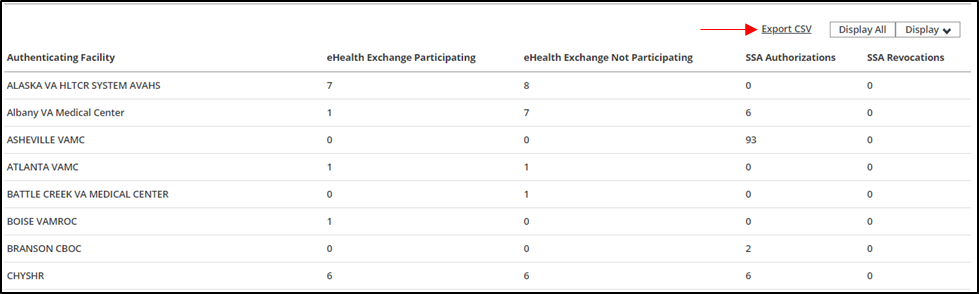 Export CSV Display All Display
Authenticating Facility eHealth Exchange Participating eHealth Exchange Not Participating SSA Authorizations SSA Revocations
ALASKA VA HLTCR SYSTEM AVAHS 7 8 0 0
Albany VA Medical Center 1 7 6 0
ASHEVILLE VAMC 0 0 93 0
ATLANTA VAMC 1 1 0 0
BATTLE CREEK VA MEDICAL CENTER 0 1 0 0
BOISE VAMROC 1 0 0 0
BRANSON CBOC 0 0 2 0
CHYSHR 6 6 6 0